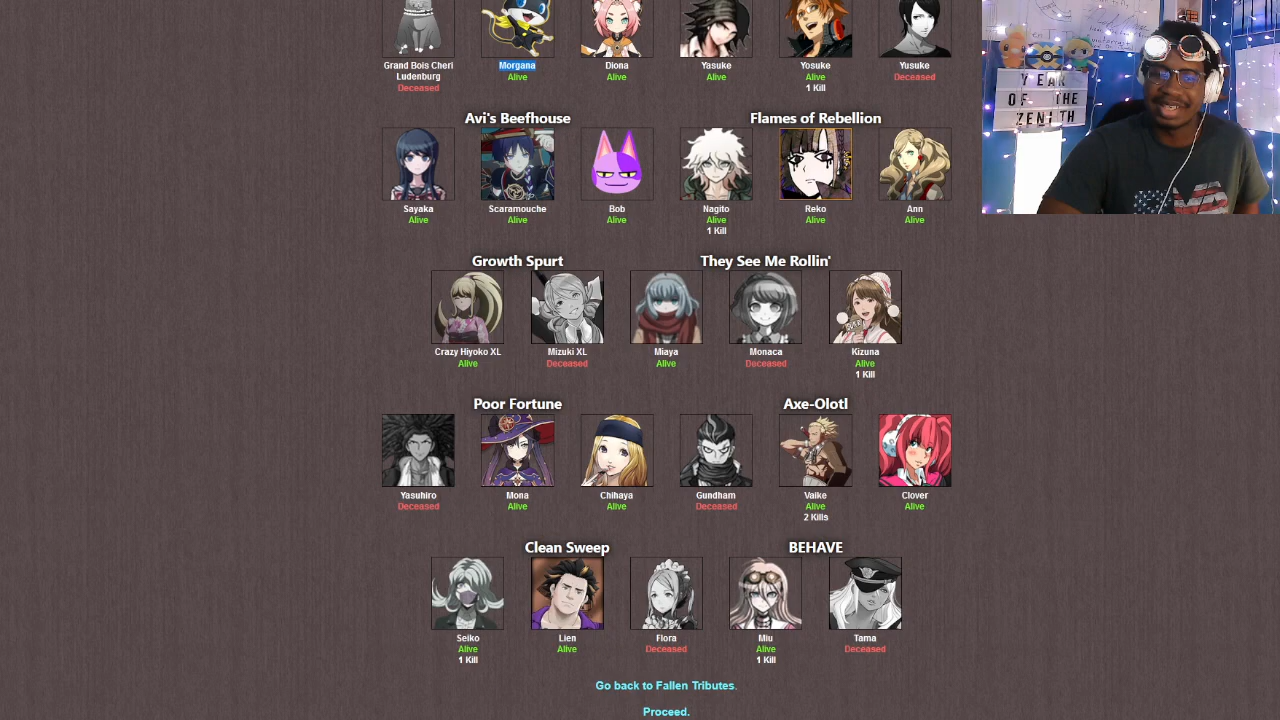 Grand Bois Cheri
Ludenburg
Deceased
Morgana
Alive
Diona
Alive
Yasuke
Alive
Yosuke
Alive
1 Kill
Yusuke
Deceased
YEAR
OF THE
ZENITH
Avi's Beefhouse
Flames of Rebellion
Sayaka
Alive
Scaramouche
Alive
Bob
Alive
Nagito
Alive
1 Kill
Reko
Alive
Ann
Alive
Growth Spurt
They See Me Rollin'
Crazy Hiyoko XL
Alive
Mizuki XL
Deceased
Miaya
Alive
Monaca
Deceased
Kizuna
Alive
1 Kill
Poor Fortune
Axe-Olotl
Yasuhiro
Deceased
Mona
Alive
Chihaya
Alive
Gundham
Deceased
Vaike
Alive
2 Kills
Clover
Alive
Clean Sweep
BEHAVE
Seiko
Alive
1 Kill
Lien
Alive
Flora
Deceased
Miu
Alive
1 Kill
Tama
Deceased
Go back to Fallen Tributes.
Proceed.